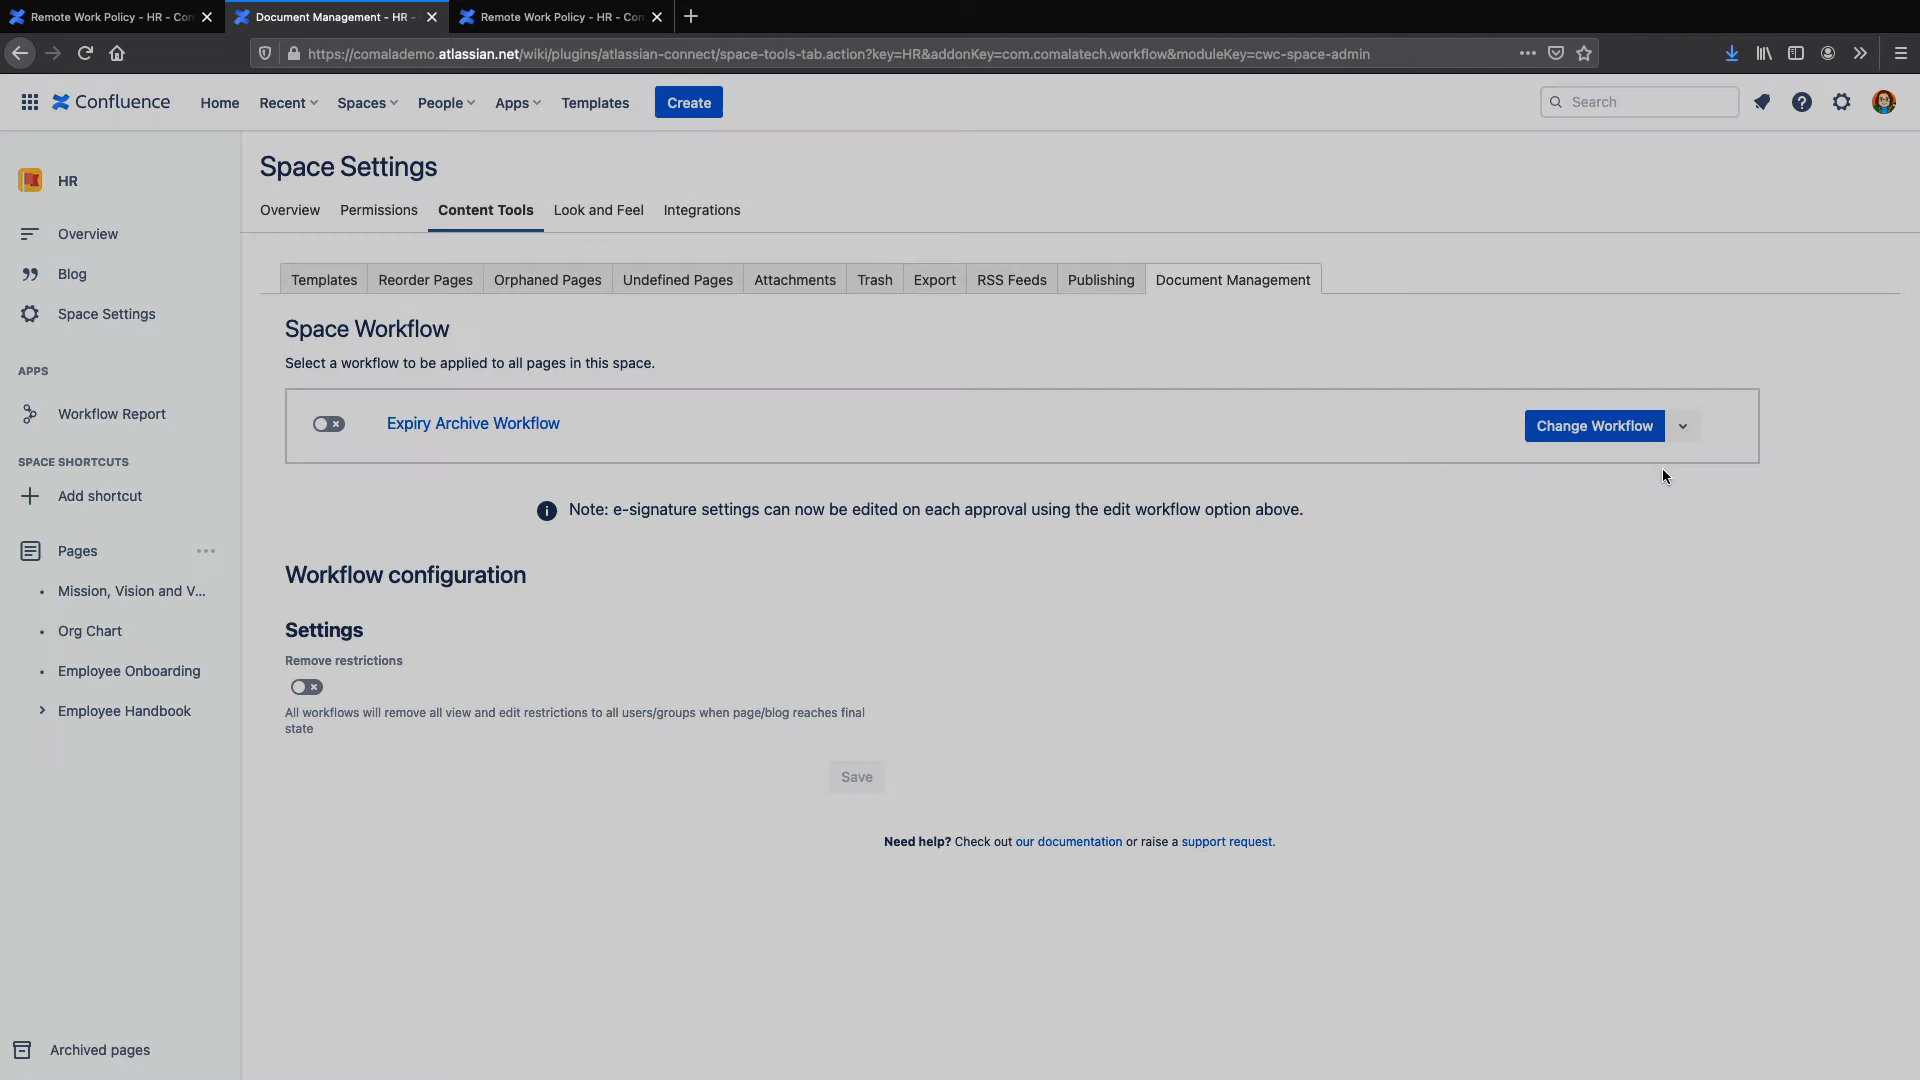 Remote Work Policy - HR - Con
Document Management - HR -
Remote Work Policy - HR - Con
https://comalademo.atlassian.net/wiki/plugins/atlassian-connect/space-tools-tab.action?key=HR&addonKey=com.comalatech.workflow&moduleKey=cwc-space-admin
Confluence
Home
Recent
Spaces
People
Apps
Templates
Create
Search
HR
Overview
Blog
Space Settings
APPS
Workflow Report
SPACE SHORTCUTS
Add shortcut
Pages
Mission, Vision and V...
Org Chart
Employee Onboarding
Employee Handbook
Archived pages
Space Settings
Overview
Permissions
Content Tools
Look and Feel
Integrations
Templates
Reorder Pages
Orphaned Pages
Undefined Pages
Attachments
Trash
Export
RSS Feeds
Publishing
Document Management
Space Workflow
Select a workflow to be applied to all pages in this space.
Expiry Archive Workflow
Change Workflow
Note: e-signature settings can now be edited on each approval using the edit workflow option above.
Workflow configuration
Settings
Remove restrictions
All workflows will remove all view and edit restrictions to all users/groups when page/blog reaches final
state
Save
Need help? Check out our documentation or raise a support request.